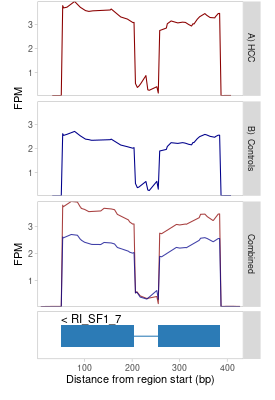 3
2
1
A) HCC
FPM
3
2
1
B) Controls
3
2
1
Combined
FPM
< RI_SF1_7
100 200 300 400
Distance from region start (bp)